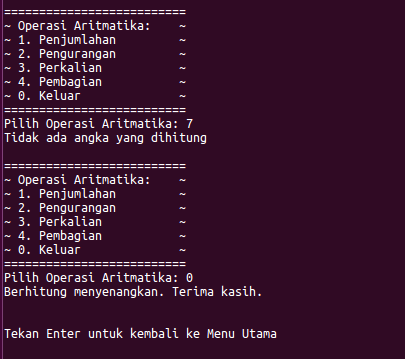 ==========================
~ Operasi Aritmatika:    ~
~ 1. Penjumlahan         ~
~ 2. Pengurangan         ~
~ 3. Perkalian           ~
~ 4. Pembagian           ~
~ 0. Keluar              ~
==========================
Pilih Operasi Aritmatika: 7
Tidak ada angka yang dihitung
==========================
~ Operasi Aritmatika:    ~
~ 1. Penjumlahan         ~
~ 2. Pengurangan         ~
~ 3. Perkalian           ~
~ 4. Pembagian           ~
~ 0. Keluar              ~
==========================
Pilih Operasi Aritmatika: 0
Berhitung menyenangkan. Terima kasih.
Tekan Enter untuk kembali ke Menu Utama